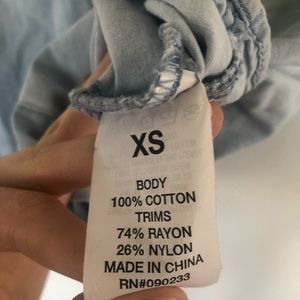 XS
BODY
100% COTTON
TRIMS
74% RAYON
26% NYLON
MADE IN CHINA
RN#090233